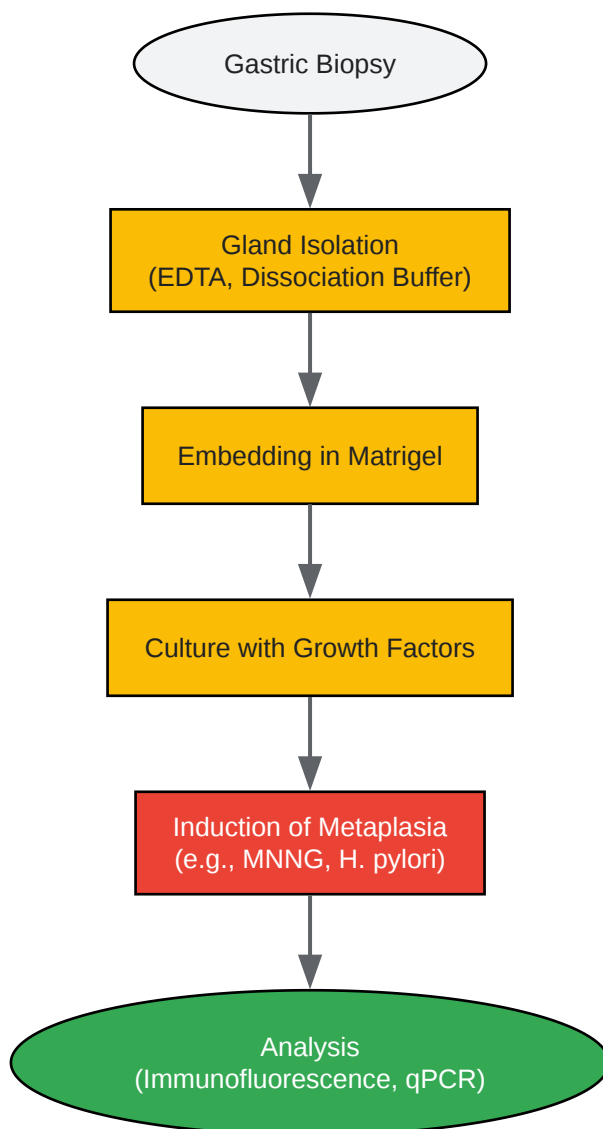 Gastric Biopsy
Gland Isolation
(EDTA, Dissociation Buffer)
Embedding in Matrigel
Culture with Growth Factors
Induction of Metaplasia
(e.g., MNNG, H. pylori)
Analysis
(Immunofluorescence, qPCR)